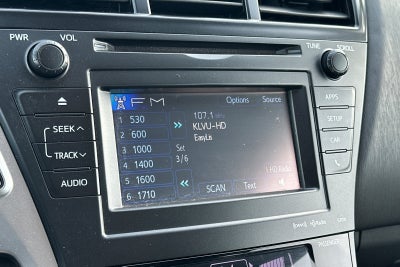 PWR VOL
TUNE SCROLL
FM
Options Source
107.1
KLVU-HD
EasyLis
1 530
2 600
3 1000
4 1400
5 1600
6 1710
Set
3/6
SCAN Text
HD Radio
SEEK
TRACK
AUDIO
APPS
SETUP
CAR
PASSENGER